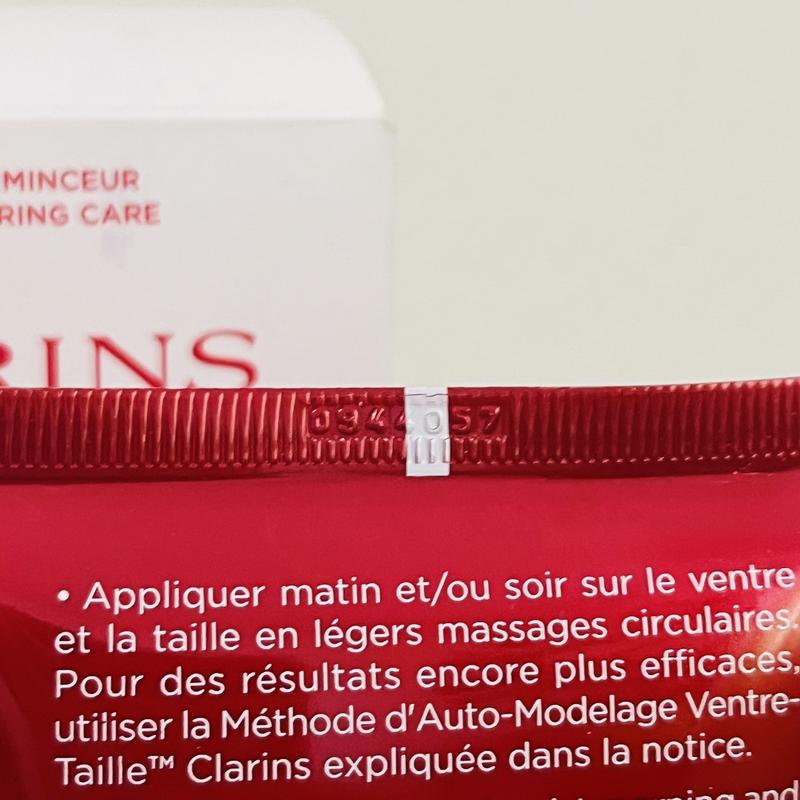 MINCEUR
RING CARE
RINS
0944057
• Appliquer matin et/ou soir sur le ventre
et la taille en légers massages circulaires.
Pour des résultats encore plus efficaces,
utiliser la Méthode d'Auto-Modelage Ventre-
Taille™ Clarins expliquée dans la notice.
and